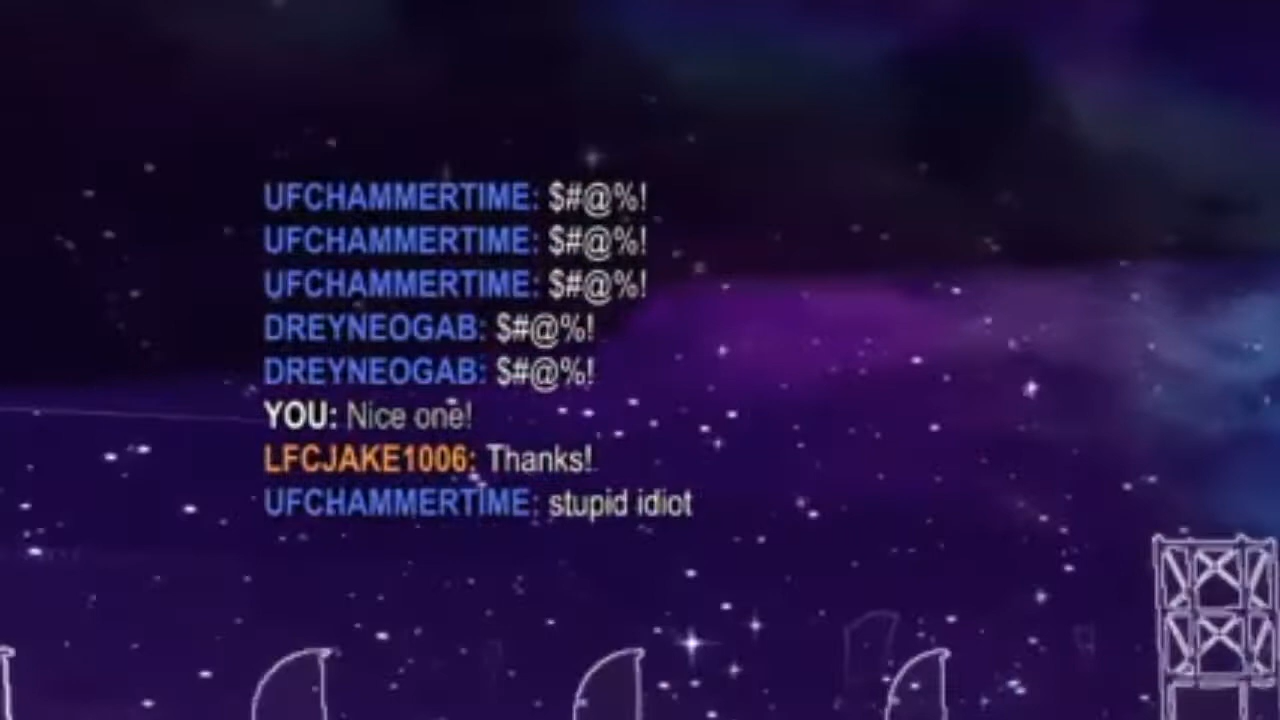 UFCHAMMERTIME: $#@%!
UFCHAMMERTIME: $#@%!
UFCHAMMERTIME: $#@%!
DREYNEOGAB: $#@%!
DREYNEOGAB: $#@%!
YOU: Nice one!
LFCJAKE1006: Thanks!
UFCHAMMERTIME: stupid idiot